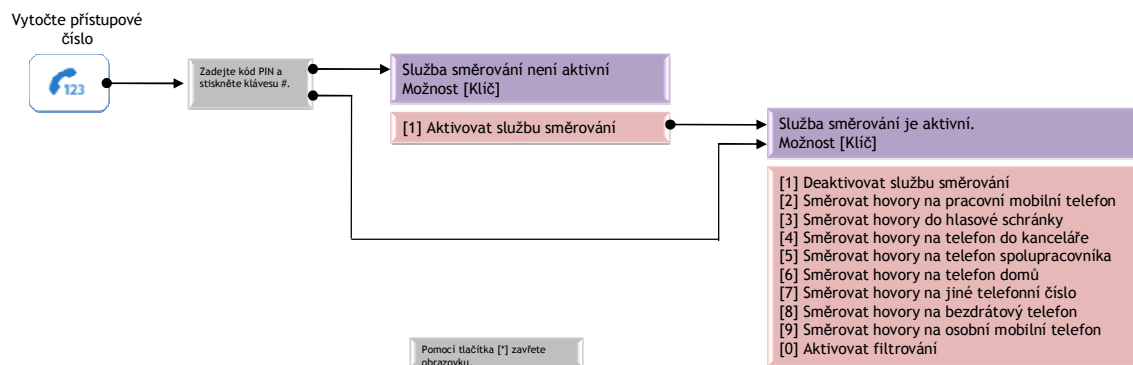 Vytočte přístupové
číslo
123
Zadejte kód PIN a
stiskněte klávesu #.
Služba směrování není aktivní
Možnost [Klíč]
[1] Aktivovat službu směrování
Služba směrování je aktivní.
Možnost [Klíč]
[1] Deaktivovat službu směrování
[2] Směrovat hovory na pracovní mobilní telefon
[3] Směrovat hovory do hlasové schránky
[4] Směrovat hovory na telefon do kanceláře
[5] Směrovat hovory na telefon spolupracovníka
[6] Směrovat hovory na telefon domů
[7] Směrovat hovory na jiné telefonní číslo
[8] Směrovat hovory na bezdrátový telefon
[9] Směrovat hovory na osobní mobilní telefon
[0] Aktivovat filtrování
Pomocí tlačítka [*] zavřete
obrazovku.